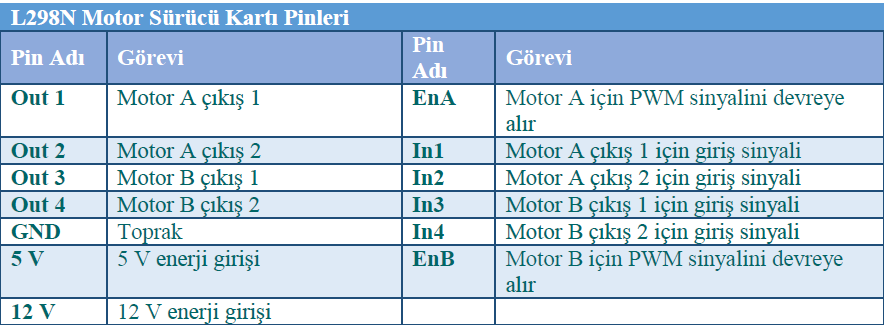 L298N Motor Sürücü Kartı Pinleri
Pin Adı Görevi Pin Adı Görevi
Out 1 Motor A çıkış 1 EnA Motor A için PWM sinyalini devreye alır
Out 2 Motor A çıkış 2 In1 Motor A çıkış 1 için giriş sinyali
Out 3 Motor B çıkış 1 In2 Motor A çıkış 2 için giriş sinyali
Out 4 Motor B çıkış 2 In3 Motor B çıkış 1 için giriş sinyali
GND Toprak In4 Motor B çıkış 2 için giriş sinyali
5 V 5 V enerji girişi EnB Motor B için PWM sinyalini devreye alır
12 V 12 V enerji girişi